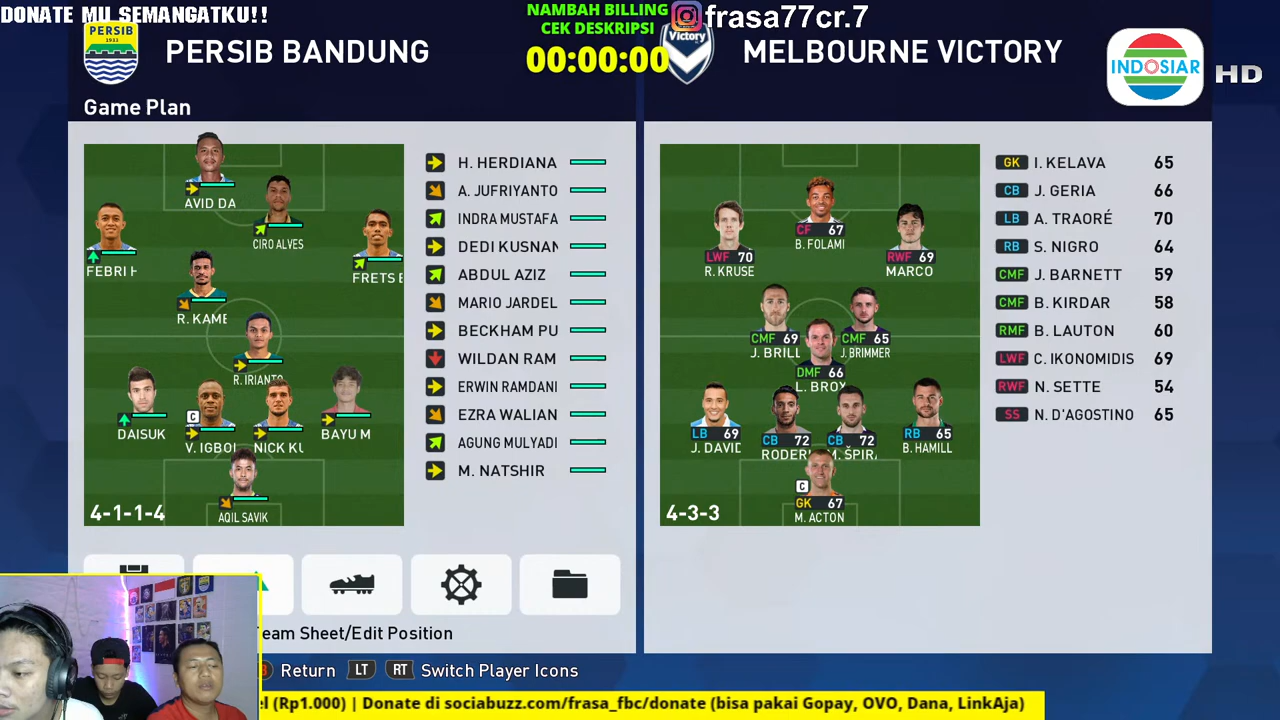 DONATE MU SEMANGATKU!!
NAMBAH BILLING
CEK DESKRIPSI
00:00:00
frasa77cr.7
PERSIB
1933
PERSIB BANDUNG
Victory
MELBOURNE VICTORY
INDOSIAR
HD
Game Plan
AVID DA
CIRO ALVES
FEBRI H
FRETS B
R. KAMB
R. IRIANTO
C
DAISUK
V. IGBO
NICK KU
BAYU M
AQIL SAVIK
4-1-1-4
H. HERDIANA
A. JUFRIYANTO
INDRA MUSTAFA
DEDI KUSNAN
ABDUL AZIZ
MARIO JARDEL
BECKHAM PU
WILDAN RAM
ERWIN RAMDANI
EZRA WALIAN
AGUNG MULYADI
M. NATSHIR
CF 67
B. FOLAMI
LWF 70
R. KRUSE
RWF 69
MARCO
CMF 69
J. BRILL
CMF 65
J. BRIMMER
DMF 66
L. BROX
LB 69
J. DAVID
CB 72
RODERI
CB 72
M. ŠPIRA
RB 65
B. HAMILL
C
GK 67
M. ACTON
4-3-3
GK I. KELAVA 65
CB J. GERIA 66
LB A. TRAORÉ 70
RB S. NIGRO 64
CMF J. BARNETT 59
CMF B. KIRDAR 58
RMF B. LAUTON 60
LWF C. IKONOMIDIS 69
RWF N. SETTE 54
SS N. D'AGOSTINO 65
Team Sheet/Edit Position
B Return LT RT Switch Player Icons
el (Rp1.000) | Donate di sociabuzz.com/frasa_fbc/donate (bisa pakai Gopay, OVO, Dana, LinkAja)